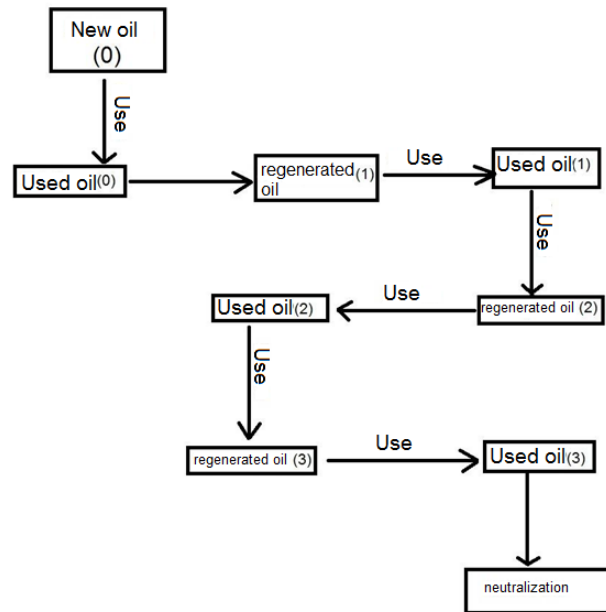 New oil
(0)
Use
Used oil(0)
regenerated(1)
oil
Use
Used oil(1)
Use
regenerated oil (2)
Use
Used oil(2)
Use
regenerated oil (3)
Use
Used oil(3)
neutralization